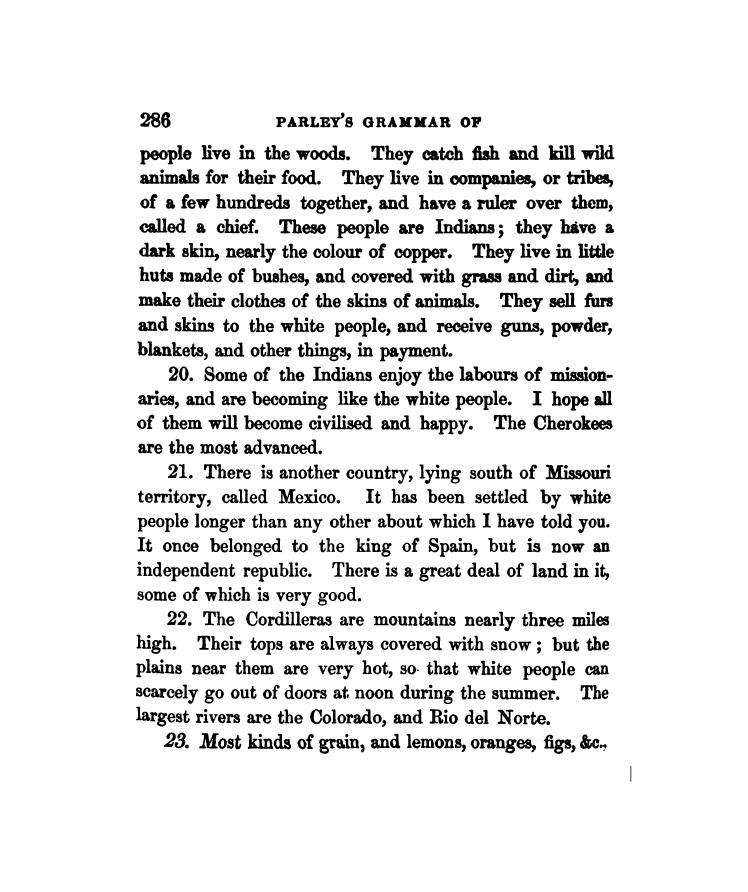 286 PARLEY'S GRAMMAR OF
people live in the woods. They catch fish and kill wild
animals for their food. They live in companies, or tribes,
of a few hundreds together, and have a ruler over them,
called a chief. These people are Indians; they have a
dark skin, nearly the colour of copper. They live in little
huts made of bushes, and covered with grass and dirt, and
make their clothes of the skins of animals. They sell furs
and skins to the white people, and receive guns, powder,
blankets, and other things, in payment.
20. Some of the Indians enjoy the labours of mission-
aries, and are becoming like the white people. I hope all
of them will become civilised and happy. The Cherokees
are the most advanced.
21. There is another country, lying south of Missouri
territory, called Mexico. It has been settled by white
people longer than any other about which I have told you.
It once belonged to the king of Spain, but is now an
independent republic. There is a great deal of land in it,
some of which is very good.
22. The Cordilleras are mountains nearly three miles
high. Their tops are always covered with snow; but the
plains near them are very hot, so that white people can
scarcely go out of doors at noon during the summer. The
largest rivers are the Colorado, and Rio del Norte.
23. Most kinds of grain, and lemons, oranges, figs, &c.,